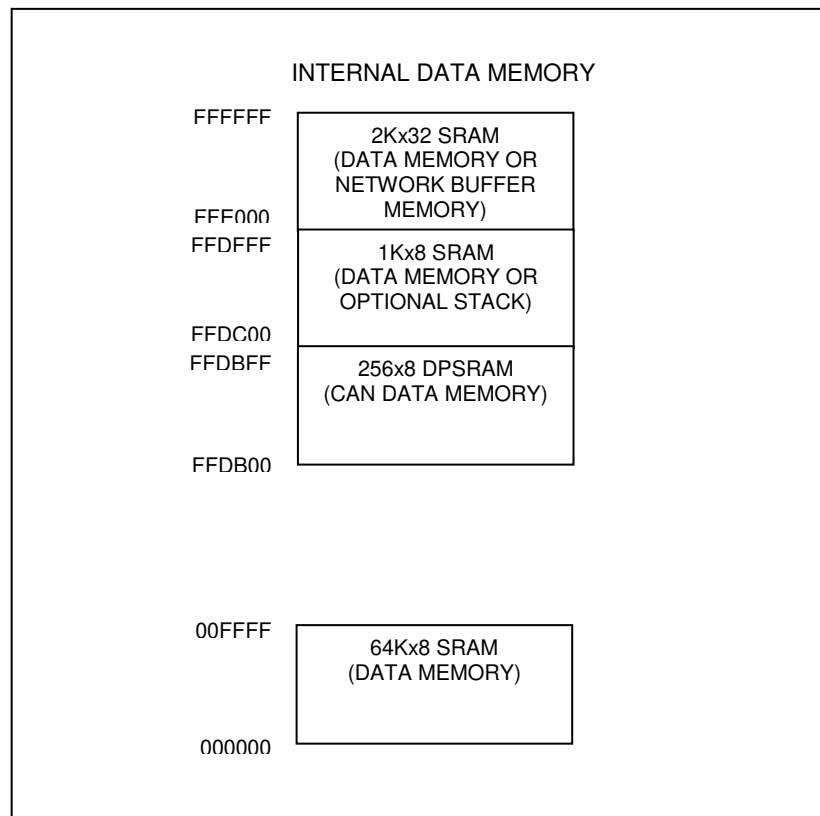 INTERNAL DATA MEMORY
FFFFFF
2Kx32 SRAM
(DATA MEMORY OR
NETWORK BUFFER
MEMORY)
FFE000
FFDFFF
1Kx8 SRAM
(DATA MEMORY OR
OPTIONAL STACK)
FFDC00
FFDBFF
256x8 DPSRAM
(CAN DATA MEMORY)
FFDB00
00FFFF
64Kx8 SRAM
(DATA MEMORY)
000000